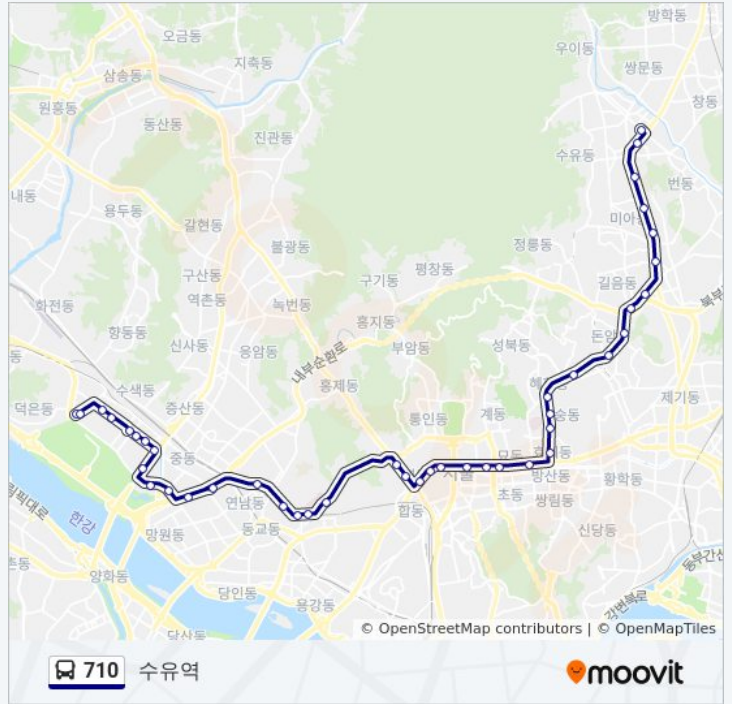 방학동
오금동
우이동
지축동
쌍문동
삼송동
창동
원흥동
동산동
진관동
수유동
번동
내동
용두동
미아동
갈현동
정릉동
불광동
평창동
구기동
구산동
길음동
역촌동
녹번동
화전동
북부
향동동
홍지동
돈암
신사동
응암동
내부순환로
부암동
성북동
홍제동
수색동
제기동
덕은동
증산동
통인동
계동
숭동
중동
서울
방산동
황학동
초동
쌍림동
연남동
합동
림픽대로
한강
망원동
동교동
신당동
양화동
당인동
용강동
동부간선
강변북로
당산동
© OpenStreetMap contributors | © OpenMapTiles
710 수유역
moovit